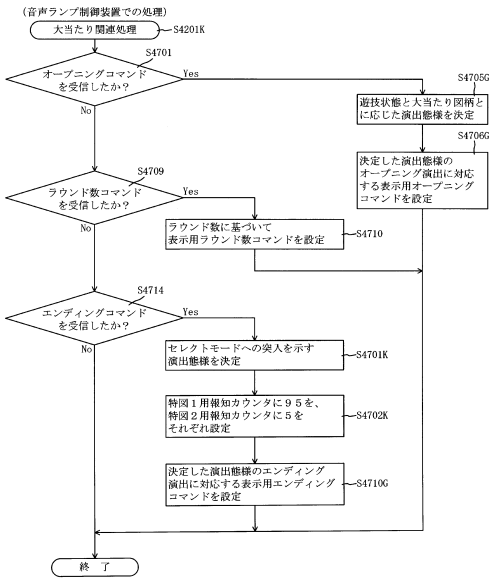 (音声ランプ制御装置での処理)
大当たり関連処理
S4201K
S4701
オープニングコマンド
を受信したか?
Yes
No
S4705G
遊技状態と大当たり図柄と
とに応じた演出態様を決定
S4706G
決定した演出態様の
オープニング演出に対応
する表示用オープニング
コマンドを設定
S4709
ラウンド数コマンド
を受信したか?
Yes
No
ラウンド数に基づいて
表示用ラウンド数コマンドを設定
S4710
S4714
エンディングコマンド
を受信したか?
Yes
No
セレクトモードへの突入を示す
演出態様を決定
S4701K
特図1用報知カウンタに95を、
特図2用報知カウンタに5を
それぞれ設定
S4702K
決定した演出態様のエンディング
演出に対応する表示用エンディング
コマンドを設定
S4710G
終 了